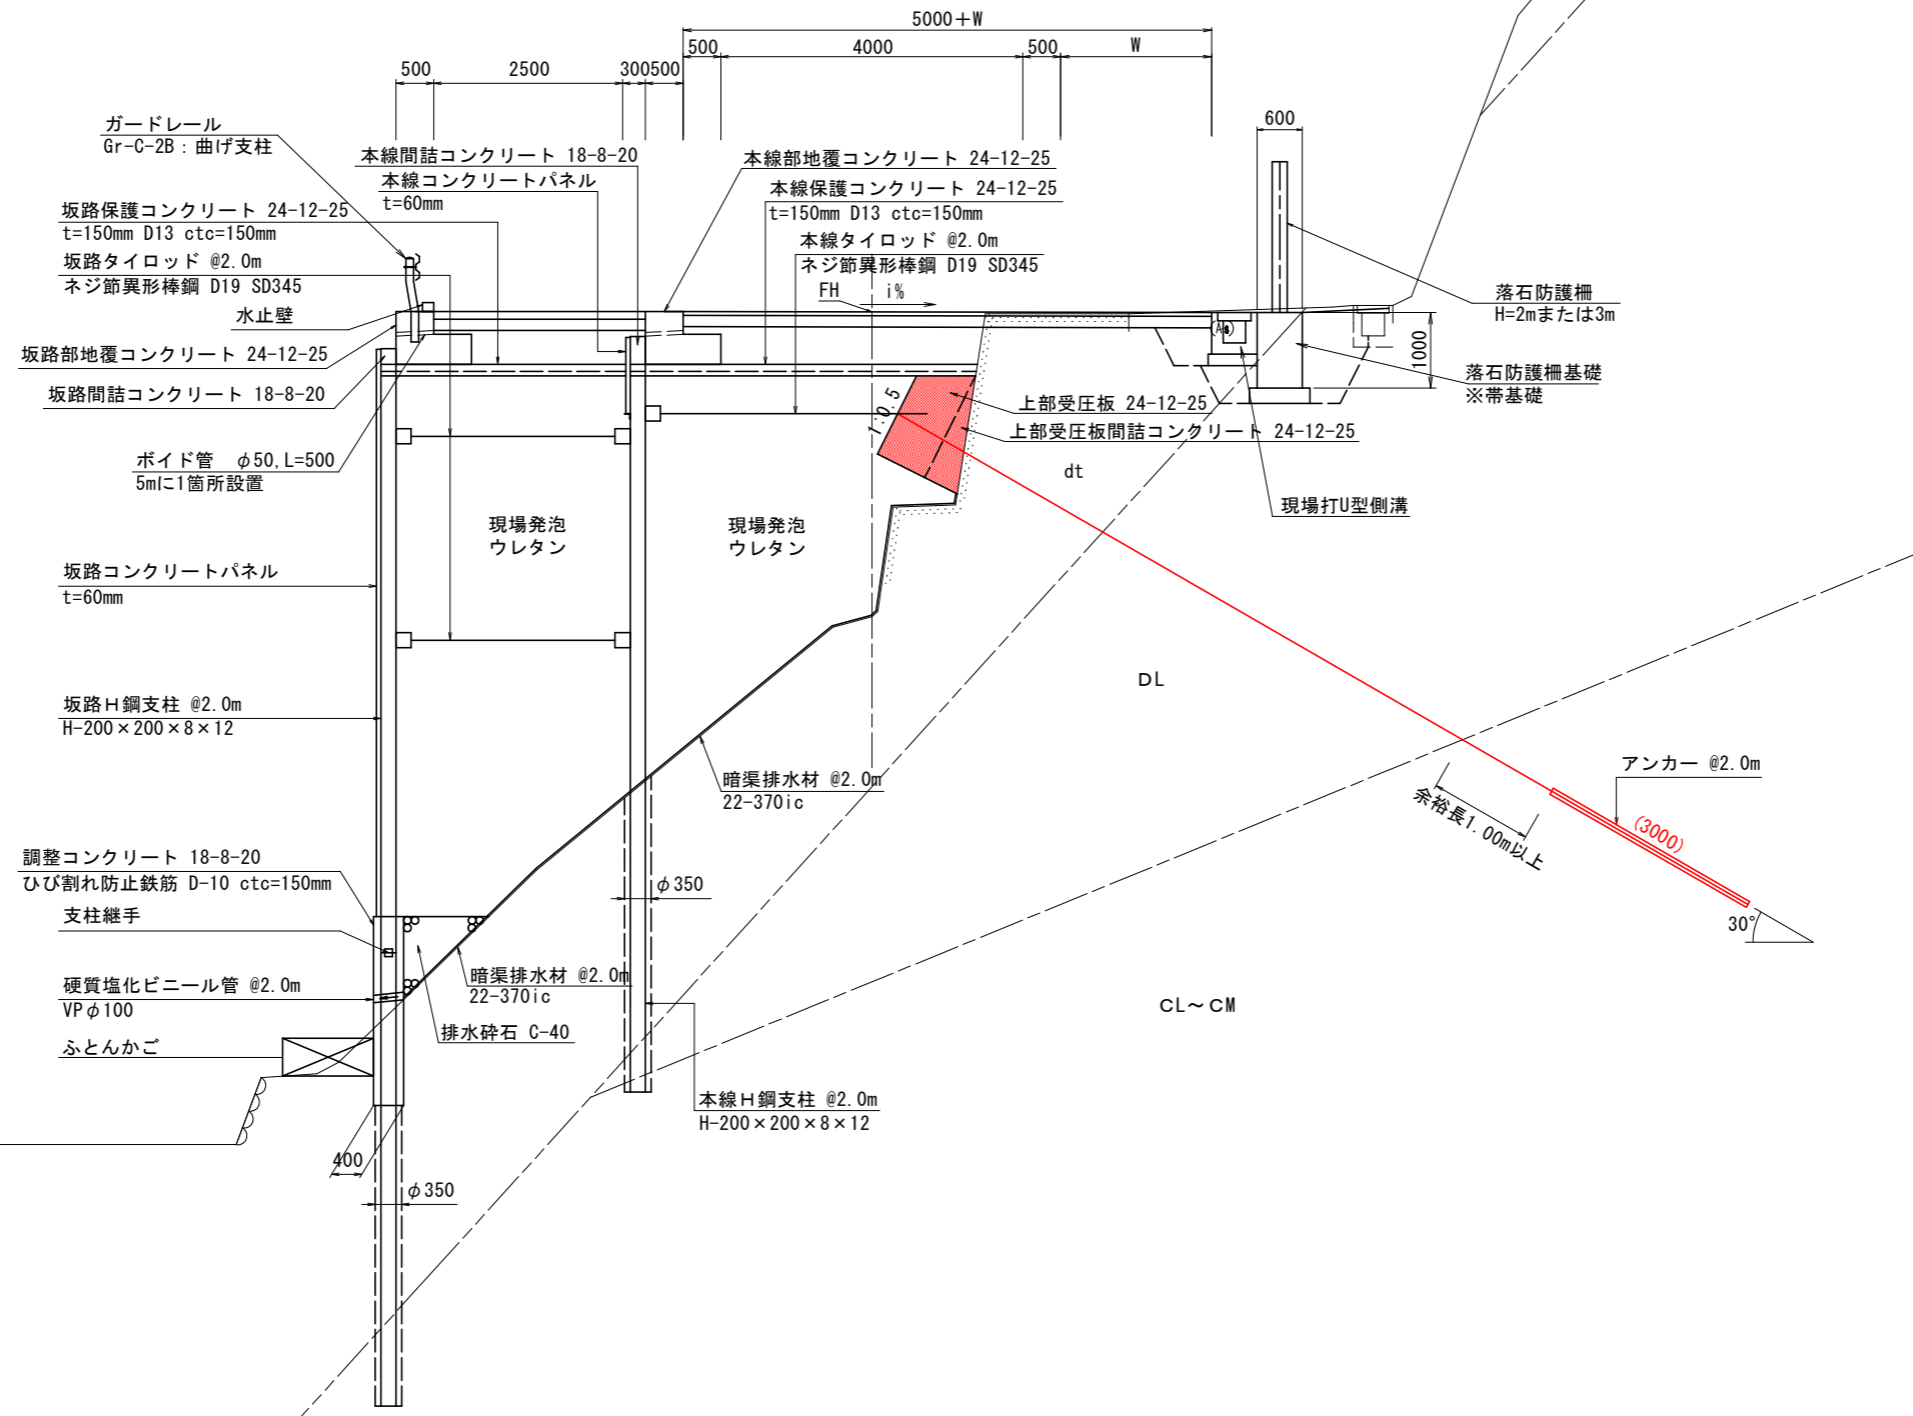 5000+W
500
4000
500
W
500
2500
300
500
600
ガードレール
Gr-C-2B：曲げ支柱
本線間詰コンクリート 18-8-20
本線コンクリートパネル
t=60mm
本線部地覆コンクリート 24-12-25
本線保護コンクリート 24-12-25
t=150mm D13 ctc=150mm
坂路保護コンクリート 24-12-25
t=150mm D13 ctc=150mm
本線タイロッド @2.0m
ネジ節異形棒鋼 D19 SD345
坂路タイロッド @2.0m
ネジ節異形棒鋼 D19 SD345
FH
i%
落石防護柵
H=2mまたは3m
水止壁
坂路部地覆コンクリート 24-12-25
1000
落石防護柵基礎
※帯基礎
坂路間詰コンクリート 18-8-20
1:0.5
上部受圧板 24-12-25
上部受圧板間詰コンクリート 24-12-25
ボイド管 φ50,L=500
5mに1箇所設置
dt
現場打U型側溝
現場発泡
ウレタン
現場発泡
ウレタン
坂路コンクリートパネル
t=60mm
DL
坂路H鋼支柱 @2.0m
H-200×200×8×12
暗渠排水材 @2.0m
22-370ic
アンカー @2.0m
余裕長1.00m以上
(3000)
30°
調整コンクリート 18-8-20
ひび割れ防止鉄筋 D-10 ctc=150mm
φ350
支柱継手
暗渠排水材 @2.0m
22-370ic
硬質塩化ビニール管 @2.0m
VPφ100
CL～CM
排水砕石 C-40
ふとんかご
本線H鋼支柱 @2.0m
H-200×200×8×12
400
φ350